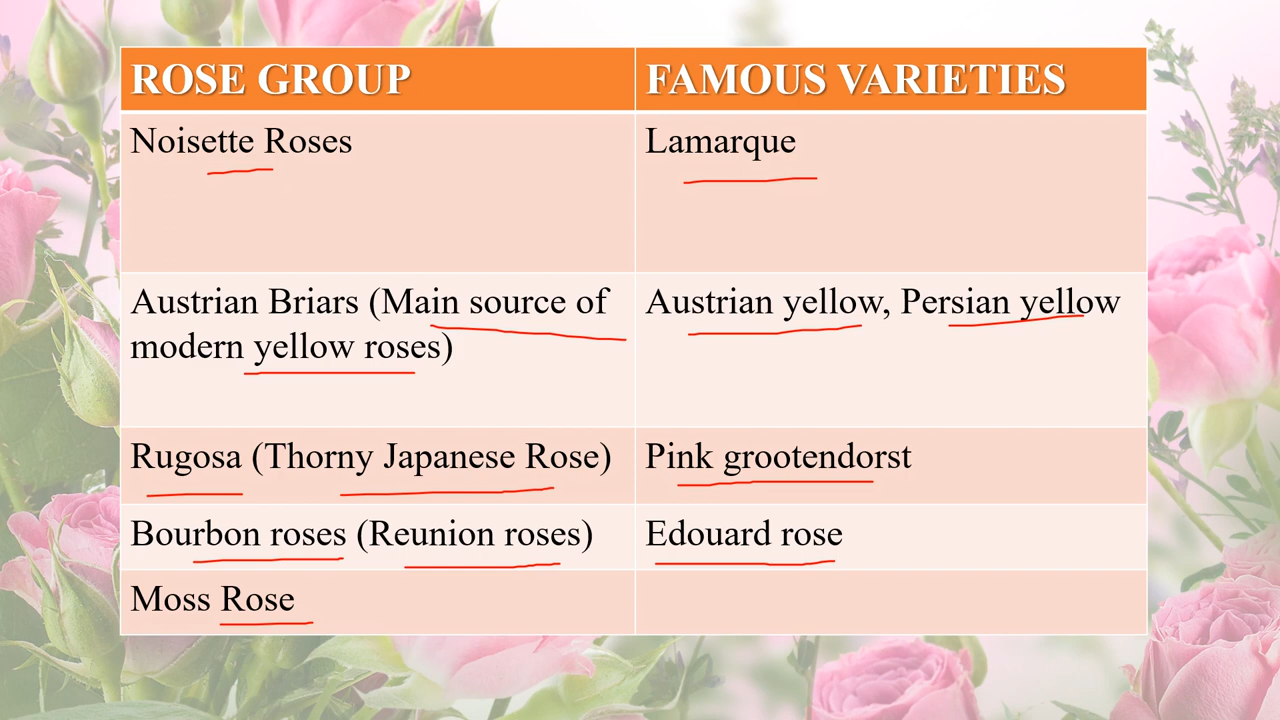 ROSE GROUP
FAMOUS VARIETIES
Noisette Roses
Lamarque
Austrian Briars (Main source of
modern yellow roses)
Austrian yellow, Persian yellow
Rugosa (Thorny Japanese Rose)
Pink grootendorst
Bourbon roses (Reunion roses)
Edouard rose
Moss Rose